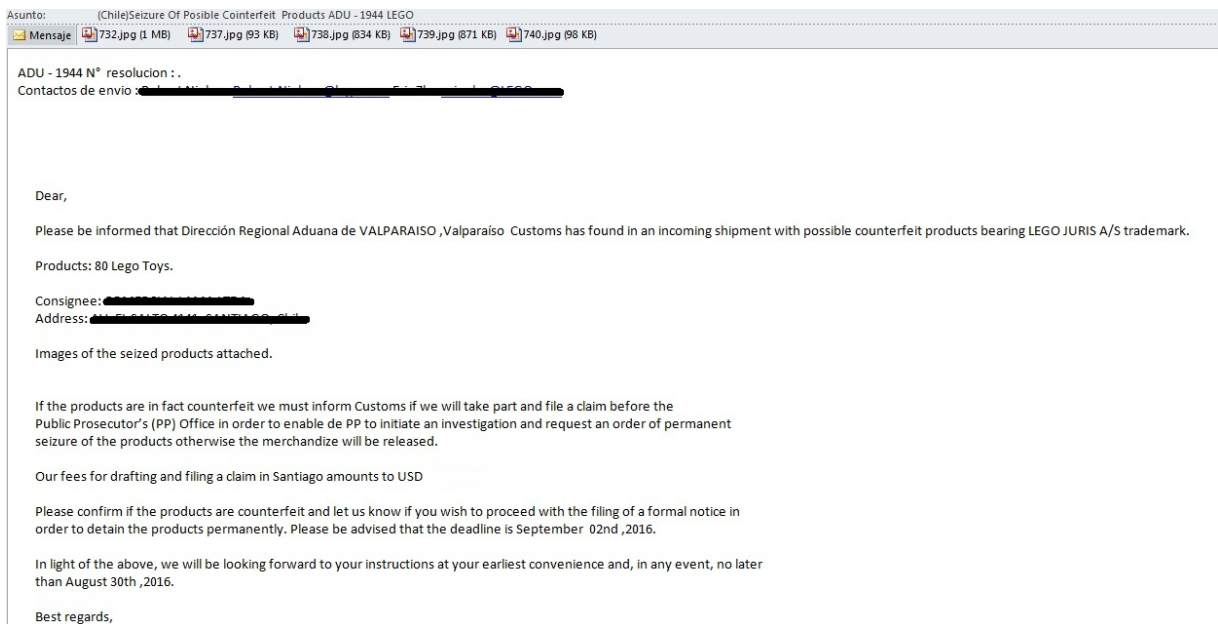 Asunto: (Chile)Seizure Of Posible Cointerfeit Products ADU - 1944 LEGO
Mensaje 732.jpg (1 MB) 737.jpg (93 KB) 738.jpg (834 KB) 739.jpg (871 KB) 740.jpg (98 KB)
ADU - 1944 N° resolucion : .
Contactos de envio :
Dear,
Please be informed that Dirección Regional Aduana de VALPARAISO ,Valparaíso Customs has found in an incoming shipment with possible counterfeit products bearing LEGO JURIS A/S trademark.
Products: 80 Lego Toys.
Consignee:
Address:
Images of the seized products attached.
If the products are in fact counterfeit we must inform Customs if we will take part and file a claim before the
Public Prosecutor's (PP) Office in order to enable de PP to initiate an investigation and request an order of permanent
seizure of the products otherwise the merchandize will be released.
Our fees for drafting and filing a claim in Santiago amounts to USD
Please confirm if the products are counterfeit and let us know if you wish to proceed with the filing of a formal notice in
order to detain the products permanently. Please be advised that the deadline is September 02nd ,2016.
In light of the above, we will be looking forward to your instructions at your earliest convenience and, in any event, no later
than August 30th ,2016.
Best regards,